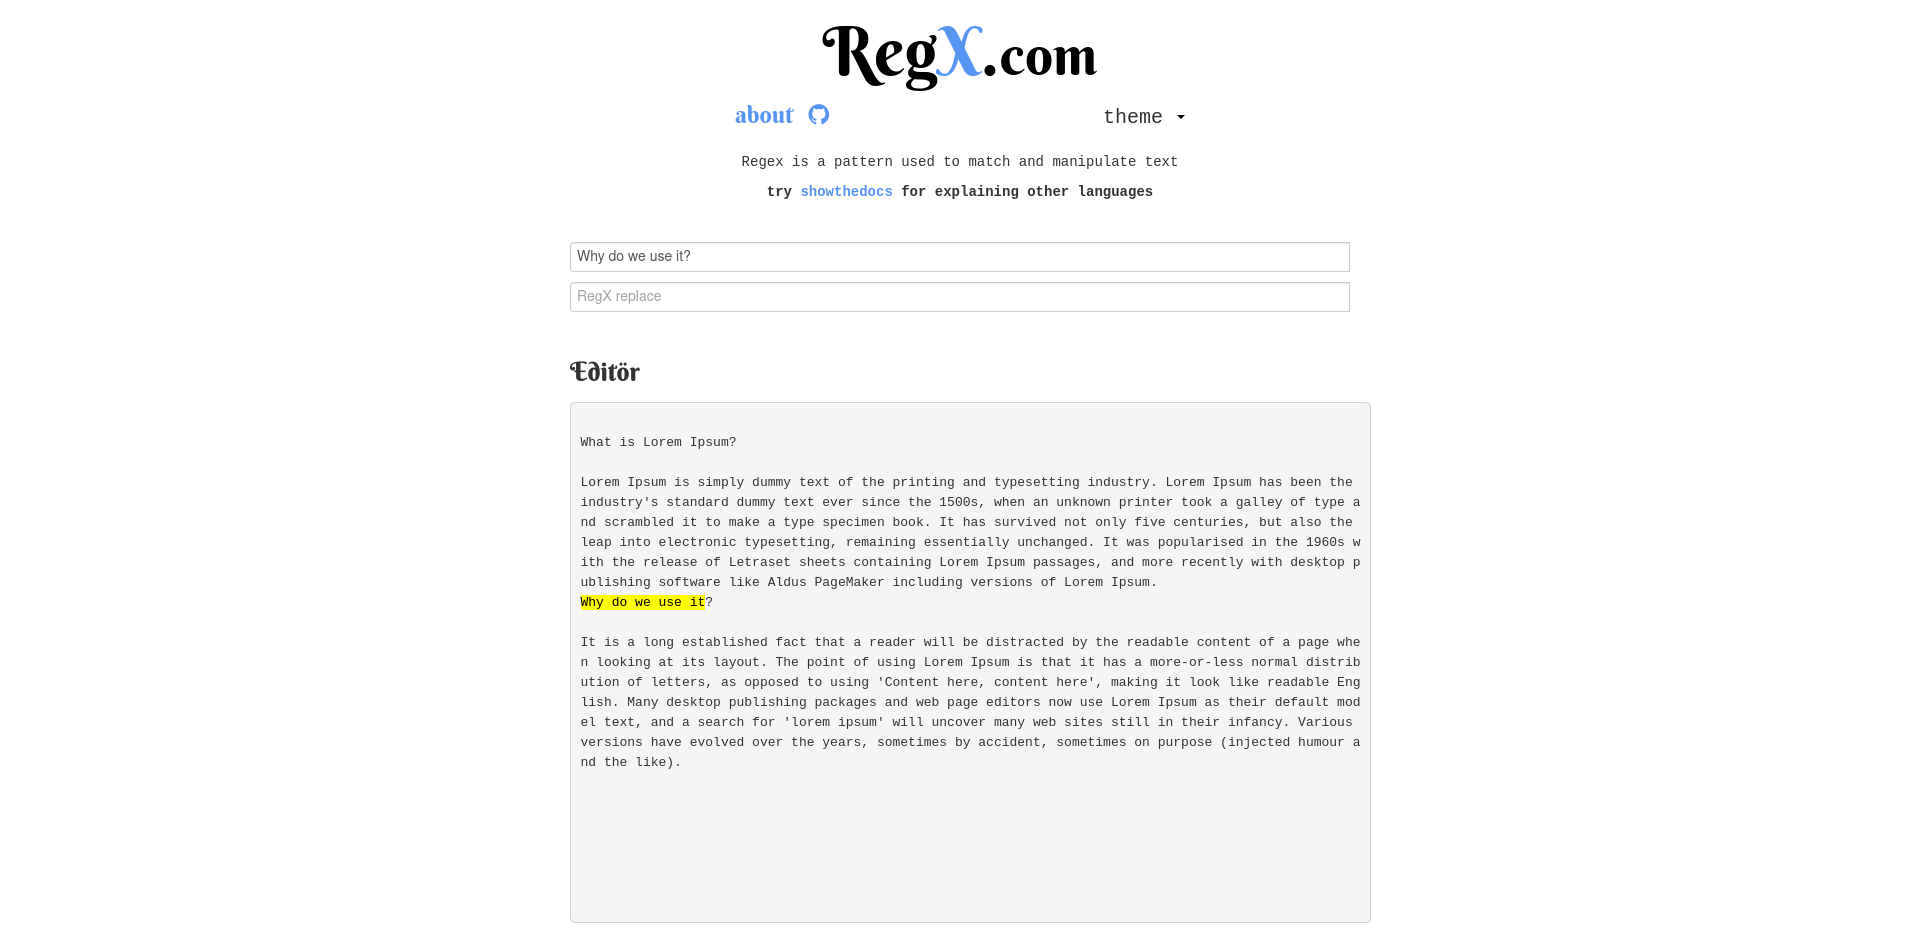 RegX.com
about theme
Regex is a pattern used to match and manipulate text
try showthedocs for explaining other languages
Why do we use it?
RegX replace
Editör
What is Lorem Ipsum?
Lorem Ipsum is simply dummy text of the printing and typesetting industry. Lorem Ipsum has been the
industry's standard dummy text ever since the 1500s, when an unknown printer took a galley of type a
nd scrambled it to make a type specimen book. It has survived not only five centuries, but also the
leap into electronic typesetting, remaining essentially unchanged. It was popularised in the 1960s w
ith the release of Letraset sheets containing Lorem Ipsum passages, and more recently with desktop p
ublishing software like Aldus PageMaker including versions of Lorem Ipsum.
Why do we use it?
It is a long established fact that a reader will be distracted by the readable content of a page whe
n looking at its layout. The point of using Lorem Ipsum is that it has a more-or-less normal distrib
ution of letters, as opposed to using 'Content here, content here', making it look like readable Eng
lish. Many desktop publishing packages and web page editors now use Lorem Ipsum as their default mod
el text, and a search for 'lorem ipsum' will uncover many web sites still in their infancy. Various
versions have evolved over the years, sometimes by accident, sometimes on purpose (injected humour a
nd the like).